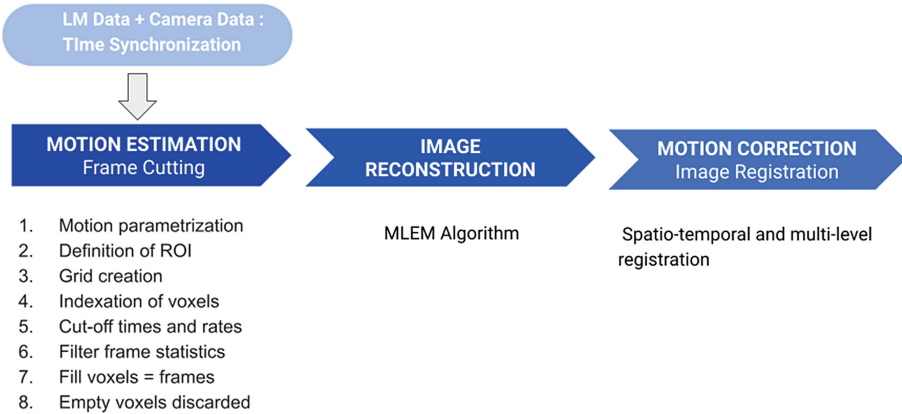 LM Data + Camera Data :
TIme Synchronization
MOTION ESTIMATION
Frame Cutting
IMAGE
RECONSTRUCTION
MOTION CORRECTION
Image Registration
1. Motion parametrization
2. Definition of ROI
3. Grid creation
4. Indexation of voxels
5. Cut-off times and rates
6. Filter frame statistics
7. Fill voxels = frames
8. Empty voxels discarded
MLEM Algorithm
Spatio-temporal and multi-level
registration